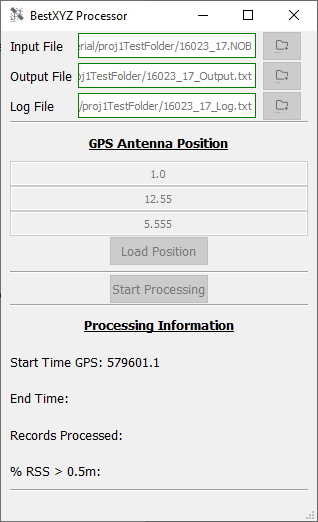 BestXYZ Processor
Input File erial/proj1TestFolder/16023_17.NOB
Output File oj1TestFolder/16023_17_Output.txt
Log File /proj1TestFolder/16023_17_Log.txt
GPS Antenna Position
1.0
12.55
5.555
Load Position
Start Processing
Processing Information
Start Time GPS: 579601.1
End Time:
Records Processed:
% RSS > 0.5m: